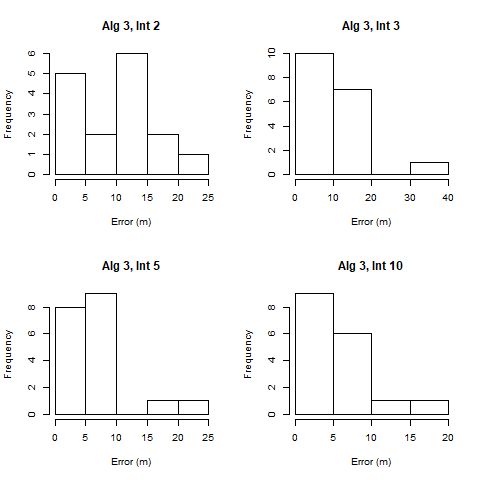 Alg 3, Int 2
Frequency
0 1 2 3 4 5 6
0 5 10 15 20 25
Error (m)
Alg 3, Int 3
Frequency
0 2 4 6 8 10
0 10 20 30 40
Error (m)
Alg 3, Int 5
Frequency
0 2 4 6 8
0 5 10 15 20 25
Error (m)
Alg 3, Int 10
Frequency
0 2 4 6 8
0 5 10 15 20
Error (m)